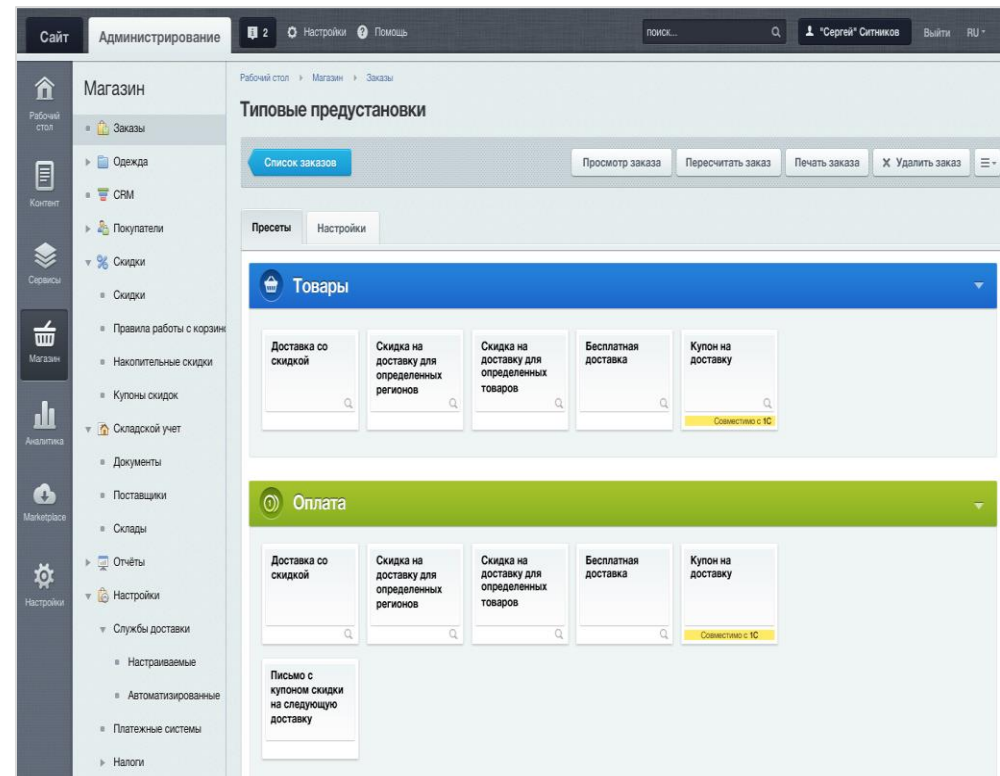 Сайт
Администрирование
2
Настройки
Помощь
поиск...
"Сергей" Ситников
Выйти
RU
Рабочий
стол
Контент
Сервисы
Магазин
Аналитика
Marketplace
Настройки
Магазин
Заказы
Одежда
CRM
Покупатели
Скидки
Скидки
Правила работы с корзин
Накопительные скидки
Купоны скидок
Складской учет
Документы
Поставщики
Склады
Отчёты
Настройки
Службы доставки
Настраиваемые
Автоматизированные
Платежные системы
Налоги
Рабочий стол
Магазин
Заказы
Типовые предустановки
Список заказов
Просмотр заказа
Пересчитать заказ
Печать заказа
Удалить заказ
Пресеты
Настройки
Товары
Доставка со
скидкой
Скидка на
доставку для
определенных
регионов
Скидка на
доставку для
определенных
товаров
Бесплатная
доставка
Купон на
доставку
Совместимо с 1С
Оплата
Доставка со
скидкой
Скидка на
доставку для
определенных
регионов
Скидка на
доставку для
определенных
товаров
Бесплатная
доставка
Купон на
доставку
Совместимо с 1С
Письмо с
купоном скидки
на следующую
доставку